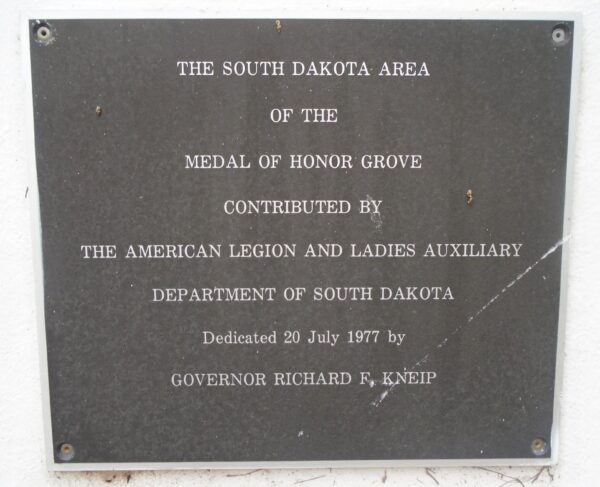 THE SOUTH DAKOTA AREA
OF THE
MEDAL OF HONOR GROVE
CONTRIBUTED BY
THE AMERICAN LEGION AND LADIES AUXILIARY
DEPARTMENT OF SOUTH DAKOTA
Dedicated 20 July 1977 by
GOVERNOR RICHARD F. KNEIP